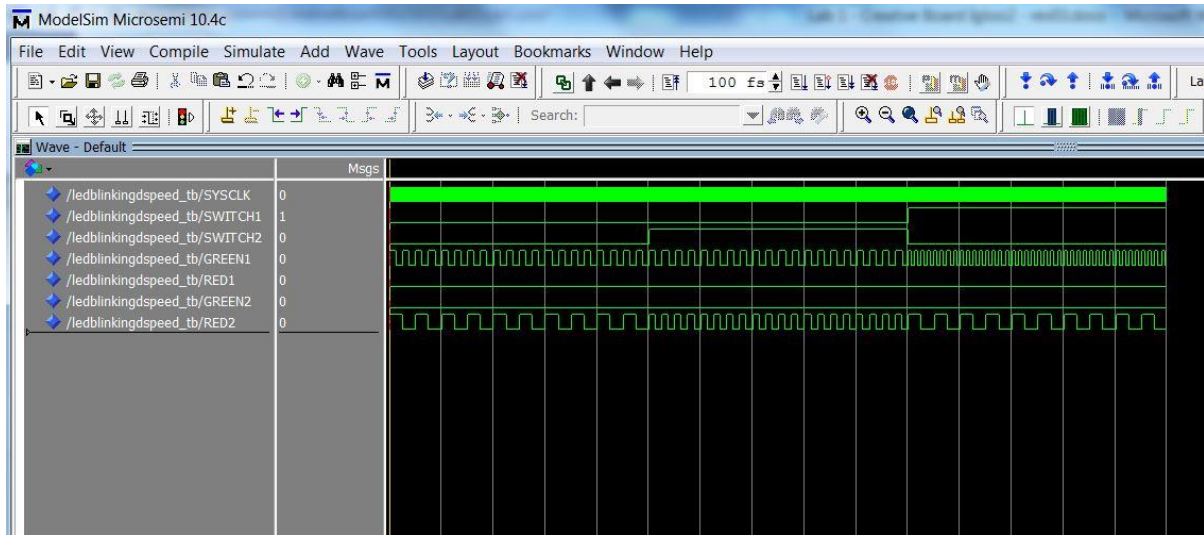 ModelSim Microsemi 10.4c
File Edit View Compile Simulate Add Wave Tools Layout Bookmarks Window Help
100 fs
La
Search:
Wave - Default
Msgs
/ledblinkingdspeed_tb/SYSCLK 0
/ledblinkingdspeed_tb/SWITCH1 1
/ledblinkingdspeed_tb/SWITCH2 0
/ledblinkingdspeed_tb/GREEN1 0
/ledblinkingdspeed_tb/RED1 0
/ledblinkingdspeed_tb/GREEN2 0
/ledblinkingdspeed_tb/RED2 0